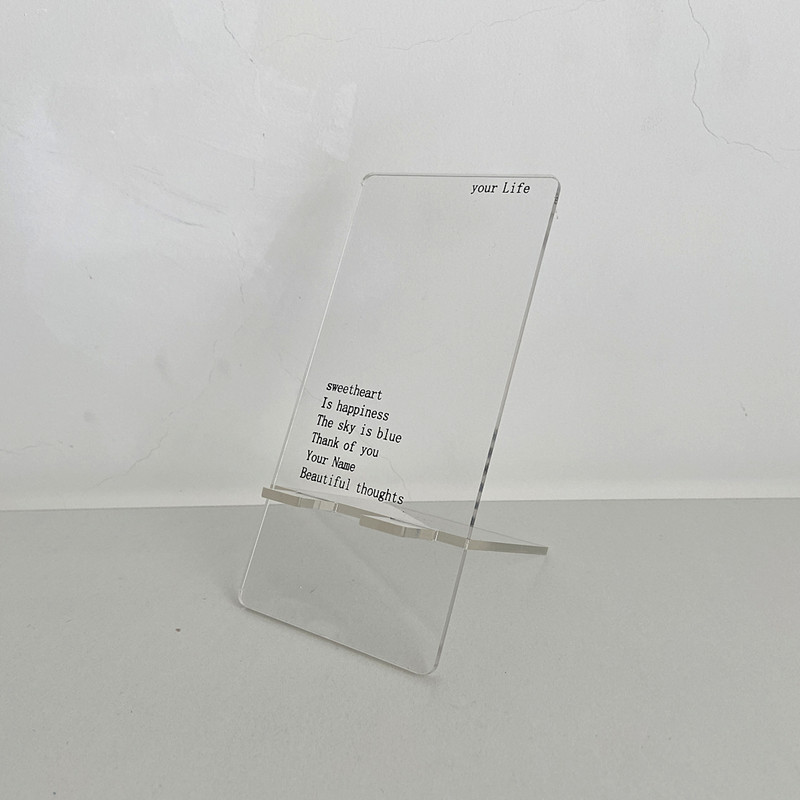 your Life
sweetheart
Is happiness
The sky is blue
Thank of you
Your Name
Beautiful thoughts